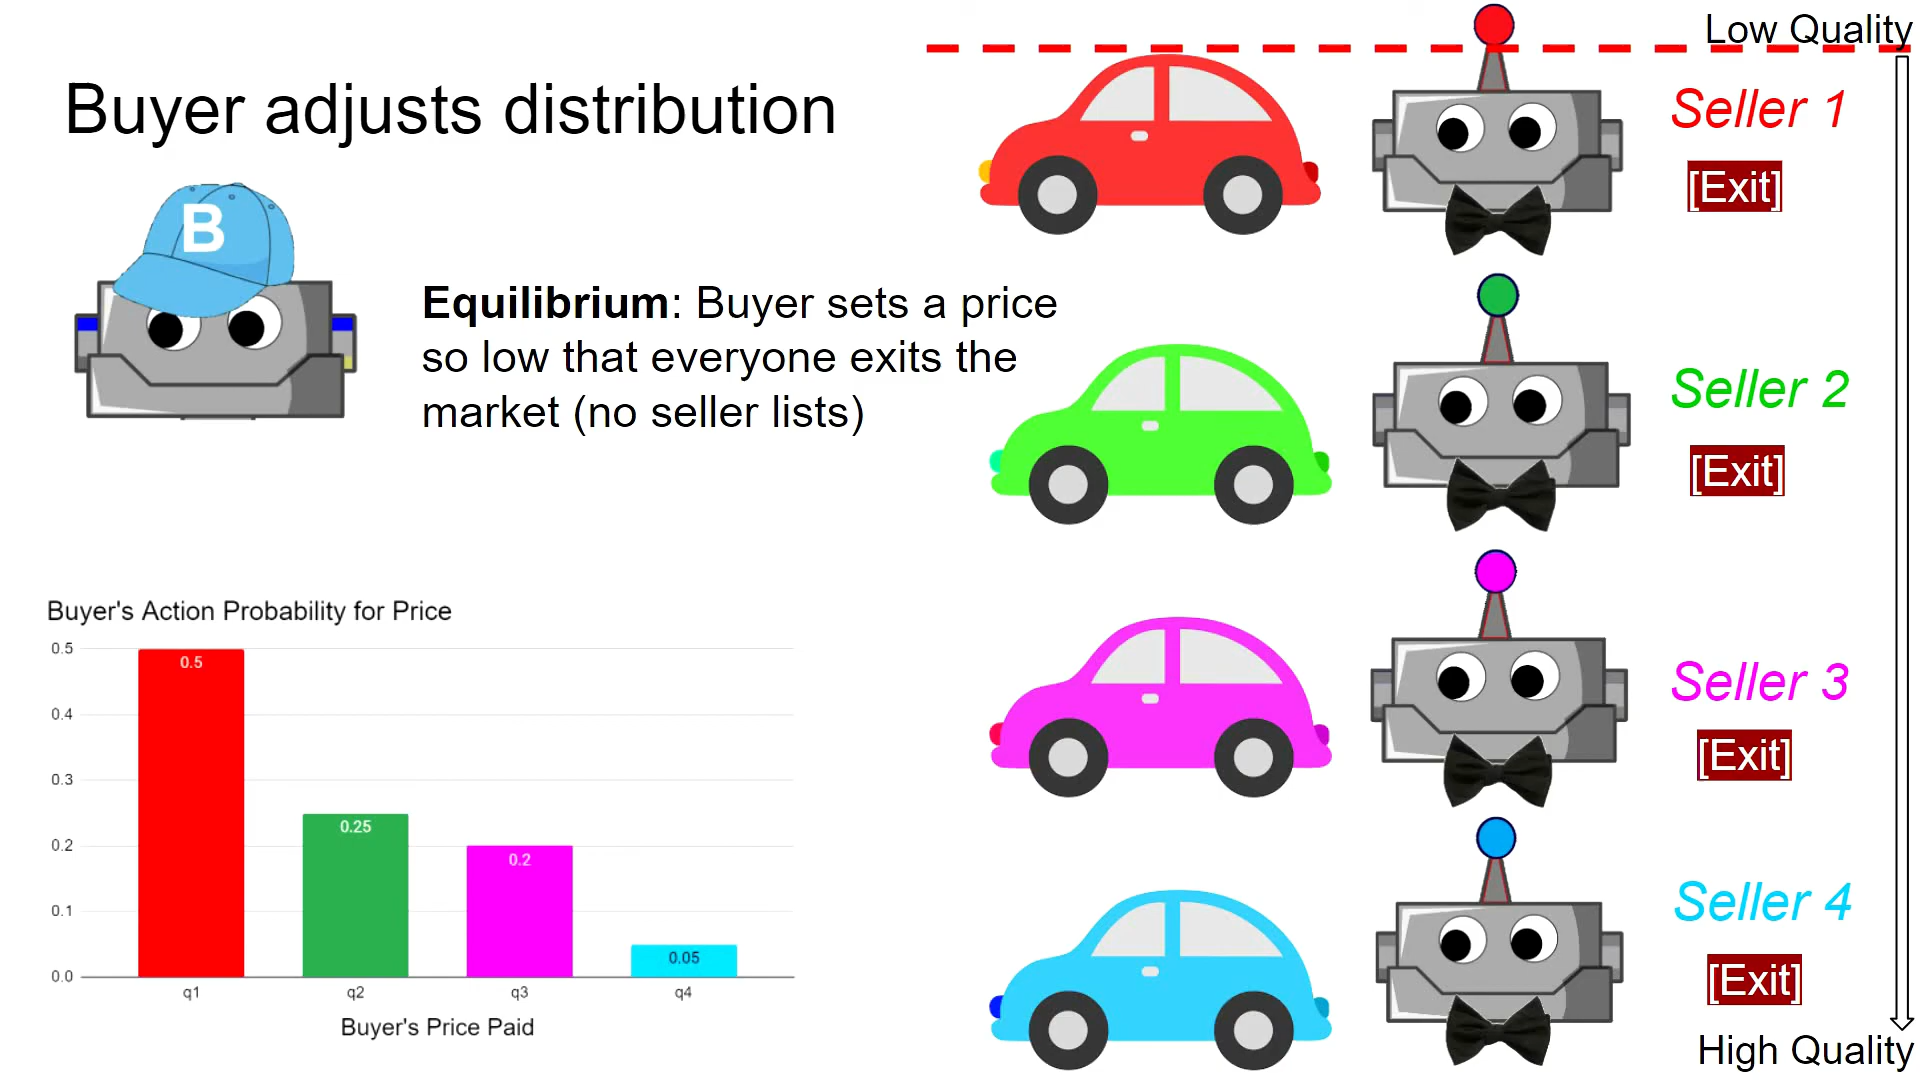 Buyer adjusts distribution
B
Equilibrium: Buyer sets a price
so low that everyone exits the
market (no seller lists)
Buyer's Action Probability for Price
0.5
0.4
0.3
0.2
0.1
0.0
0.5
0.25
0.2
0.05
q1
q2
q3
q4
Buyer's Price Paid
Low Quality
Seller 1
[Exit]
Seller 2
[Exit]
Seller 3
[Exit]
Seller 4
[Exit]
High Quality